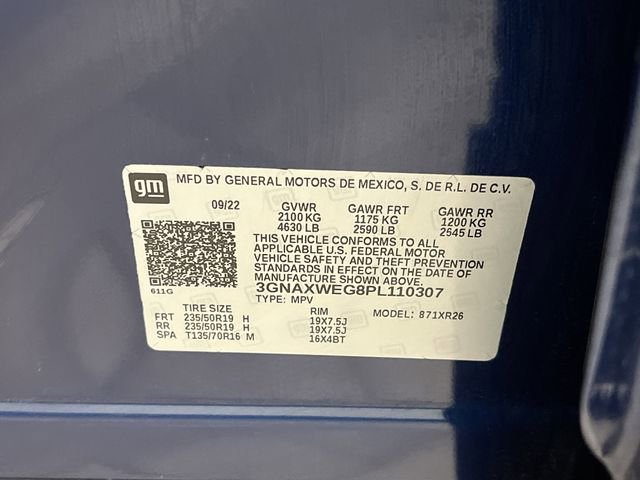 gm
MFD BY GENERAL MOTORS DE MEXICO, S. DE R.L. DE C.V.
09/22 GVWR GAWR FRT GAWR RR
2100 KG 1175 KG 1200 KG
4630 LB 2590 LB 2645 LB
THIS VEHICLE CONFORMS TO ALL
APPLICABLE U.S. FEDERAL MOTOR
VEHICLE SAFETY AND THEFT
PREVENTION STANDARDS
IN EFFECT ON THE DATE OF
MANUFACTURE SHOWN ABOVE.
611G
3GNAXWEG8PL110307
TYPE: MPV
TIRE SIZE RIM MODEL: 871XR26
FRT 235/50R19 H 19X7.5J
RR 235/50R19 H 19X7.5J
SPA T135/70R16 M 16X4BT